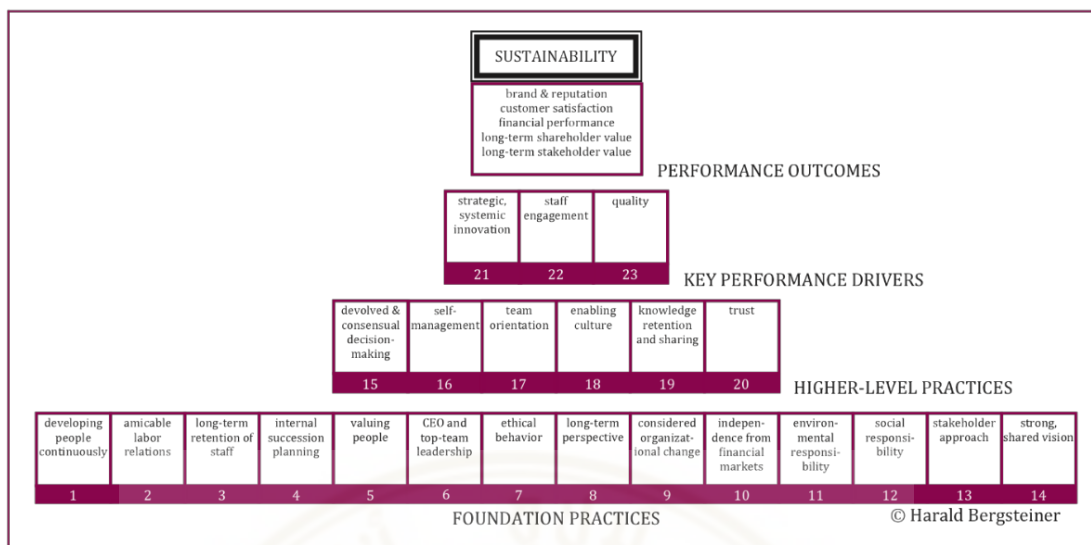 SUSTAINABILITY
brand & reputation
customer satisfaction
financial performance
long-term shareholder value
long-term stakeholder value
PERFORMANCE OUTCOMES
strategic,
systemic
innovation
21
staff
engagement
22
quality
23
KEY PERFORMANCE DRIVERS
devolved &
consensual
decision-
making
15
self-
management
16
team
orientation
17
enabling
culture
18
knowledge
retention
and sharing
19
trust
20
HIGHER-LEVEL PRACTICES
developing
people
continuously
1
amicable
labor
relations
2
long-term
retention of
staff
3
internal
succession
planning
4
valuing
people
5
CEO and
top-team
leadership
6
ethical
behavior
7
long-term
perspective
8
considered
organizat-
ional change
9
indepen-
dence from
financial
markets
10
environ-
mental
responsi-
bility
11
social
responsi-
bility
12
stakeholder
approach
13
strong,
shared vision
14
FOUNDATION PRACTICES
© Harald Bergsteiner